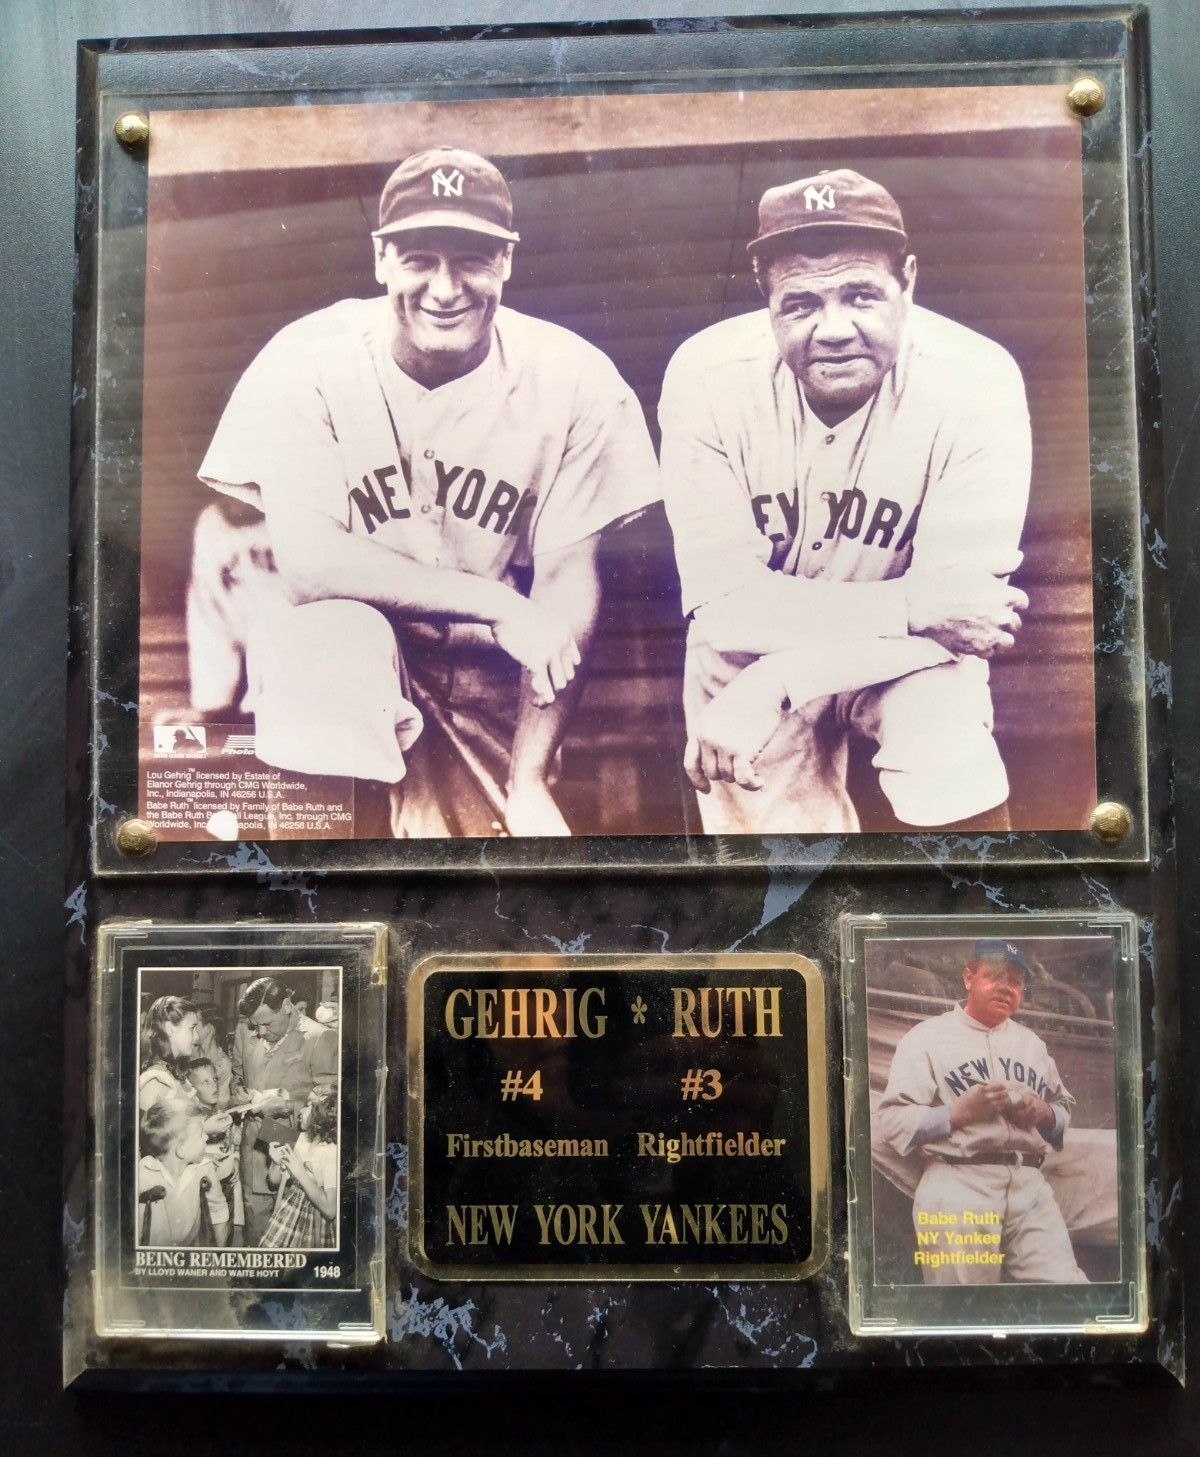 NY
NY
NEW YORK
EW YORK
Photo
Lou Gehrig™ licensed by Estate of
Elanor Gehrig through CMG Worldwide,
Inc., Indianapolis, IN 46256 U.S.A.
Babe Ruth™ licensed by Family of Babe Ruth and
the Babe Ruth Baseball League, Inc. through CMG
Worldwide, Inc. Indianapolis, IN 46256 U.S.A.
GEHRIG * RUTH
#4 #3
Firstbaseman Rightfielder
NEW YORK YANKEES
BEING REMEMBERED
BY LLOYD WANER AND WAITE HOYT 1948
NY
NEW YORK
Babe Ruth
NY Yankee
Rightfielder